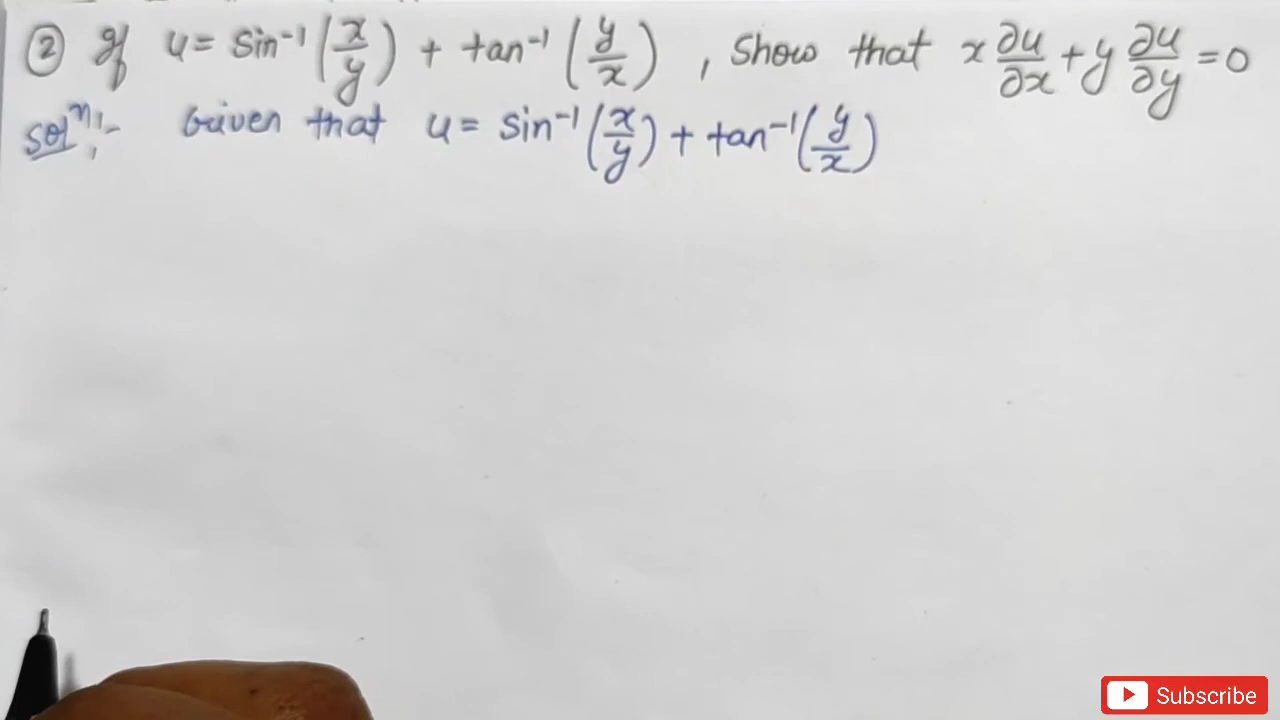 ② If u = sin⁻¹(x/y) + tan⁻¹(y/x), Show that x ∂u/∂x + y ∂u/∂y = 0
Solⁿ:- Given that u = sin⁻¹(x/y) + tan⁻¹(y/x)
Subscribe